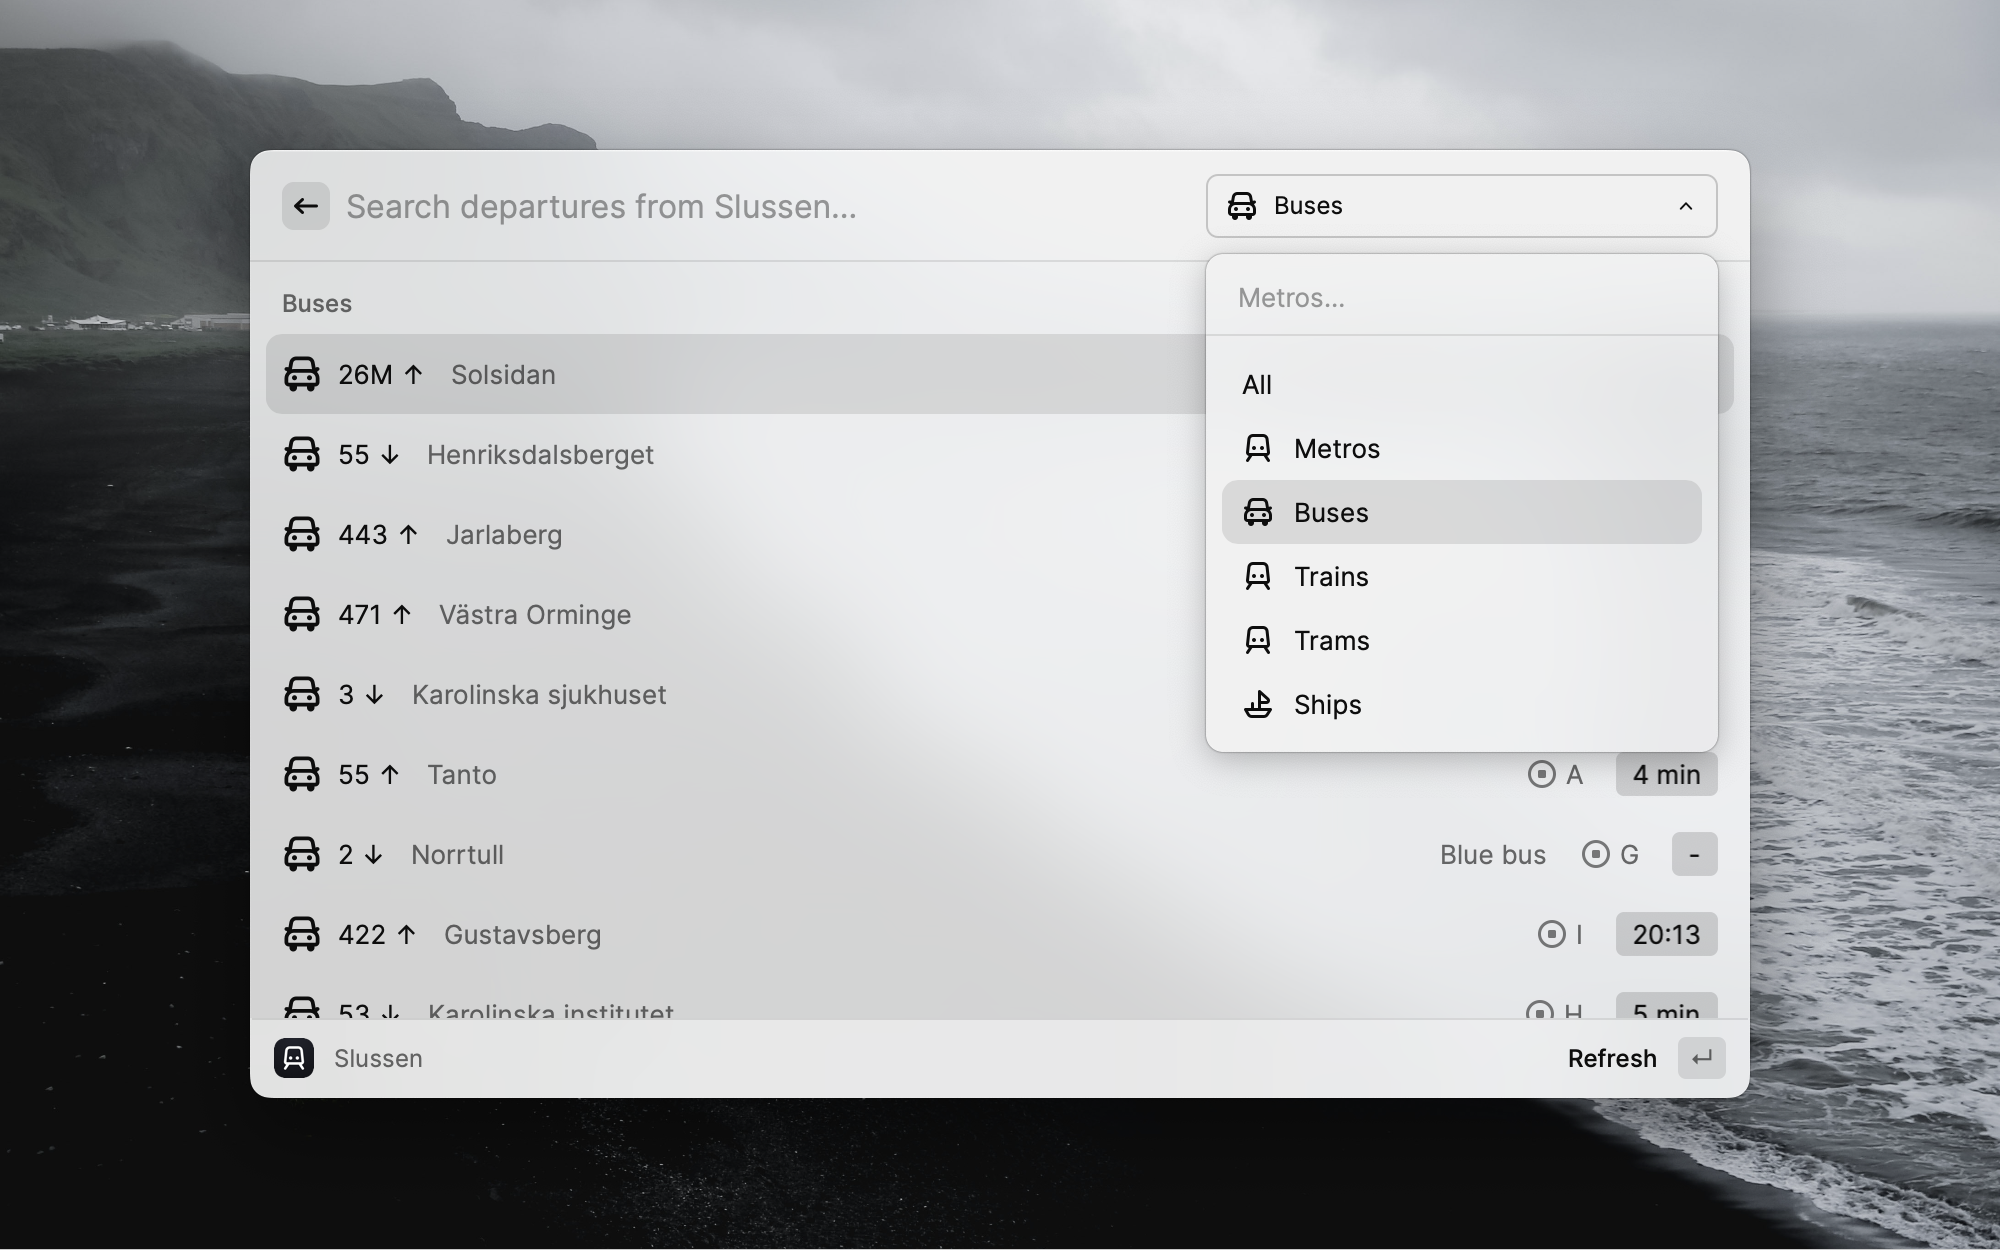 Search departures from Slussen...
Buses
Metros...
Buses
26M ↑ Solsidan
55 ↓ Henriksdalsberget
443 ↑ Jarlaberg
471 ↑ Västra Orminge
3 ↓ Karolinska sjukhuset
All
Metros
Buses
Trains
Trams
Ships
55 ↑ Tanto A 4 min
2 ↓ Norrtull Blue bus G -
422 ↑ Gustavsberg I 20:13
53 ↓ Karolinska institutet H 5 min
Slussen Refresh